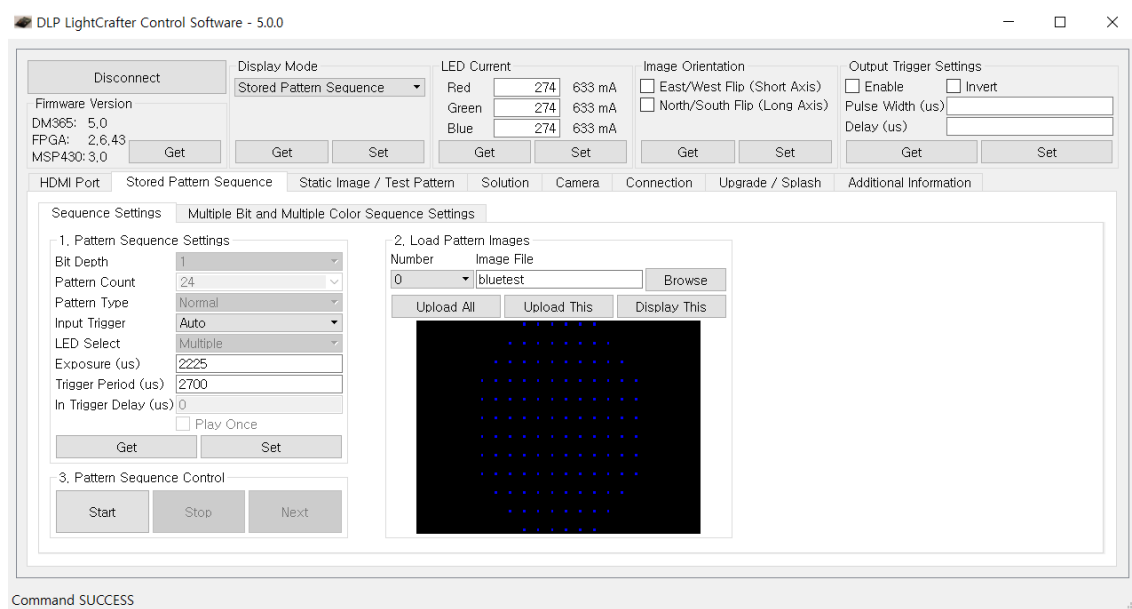 DLP LightCrafter Control Software - 5.0.0
Disconnect
Firmware Version
DM365: 5.0
FPGA: 2.6.43
MSP430: 3.0
Get
Display Mode
Stored Pattern Sequence
Get Set
LED Current
Red 274 633 mA
Green 274 633 mA
Blue 274 633 mA
Get Set
Image Orientation
East/West Flip (Short Axis)
North/South Flip (Long Axis)
Get Set
Output Trigger Settings
Enable Invert
Pulse Width (us)
Delay (us)
Get Set
HDMI Port Stored Pattern Sequence Static Image / Test Pattern Solution Camera Connection Upgrade / Splash Additional Information
Sequence Settings Multiple Bit and Multiple Color Sequence Settings
1. Pattern Sequence Settings
Bit Depth 1
Pattern Count 24
Pattern Type Normal
Input Trigger Auto
LED Select Multiple
Exposure (us) 2225
Trigger Period (us) 2700
In Trigger Delay (us) 0
Play Once
Get Set
3. Pattern Sequence Control
Start Stop Next
2. Load Pattern Images
Number Image File
0 bluetest Browse
Upload All Upload This Display This
Command SUCCESS